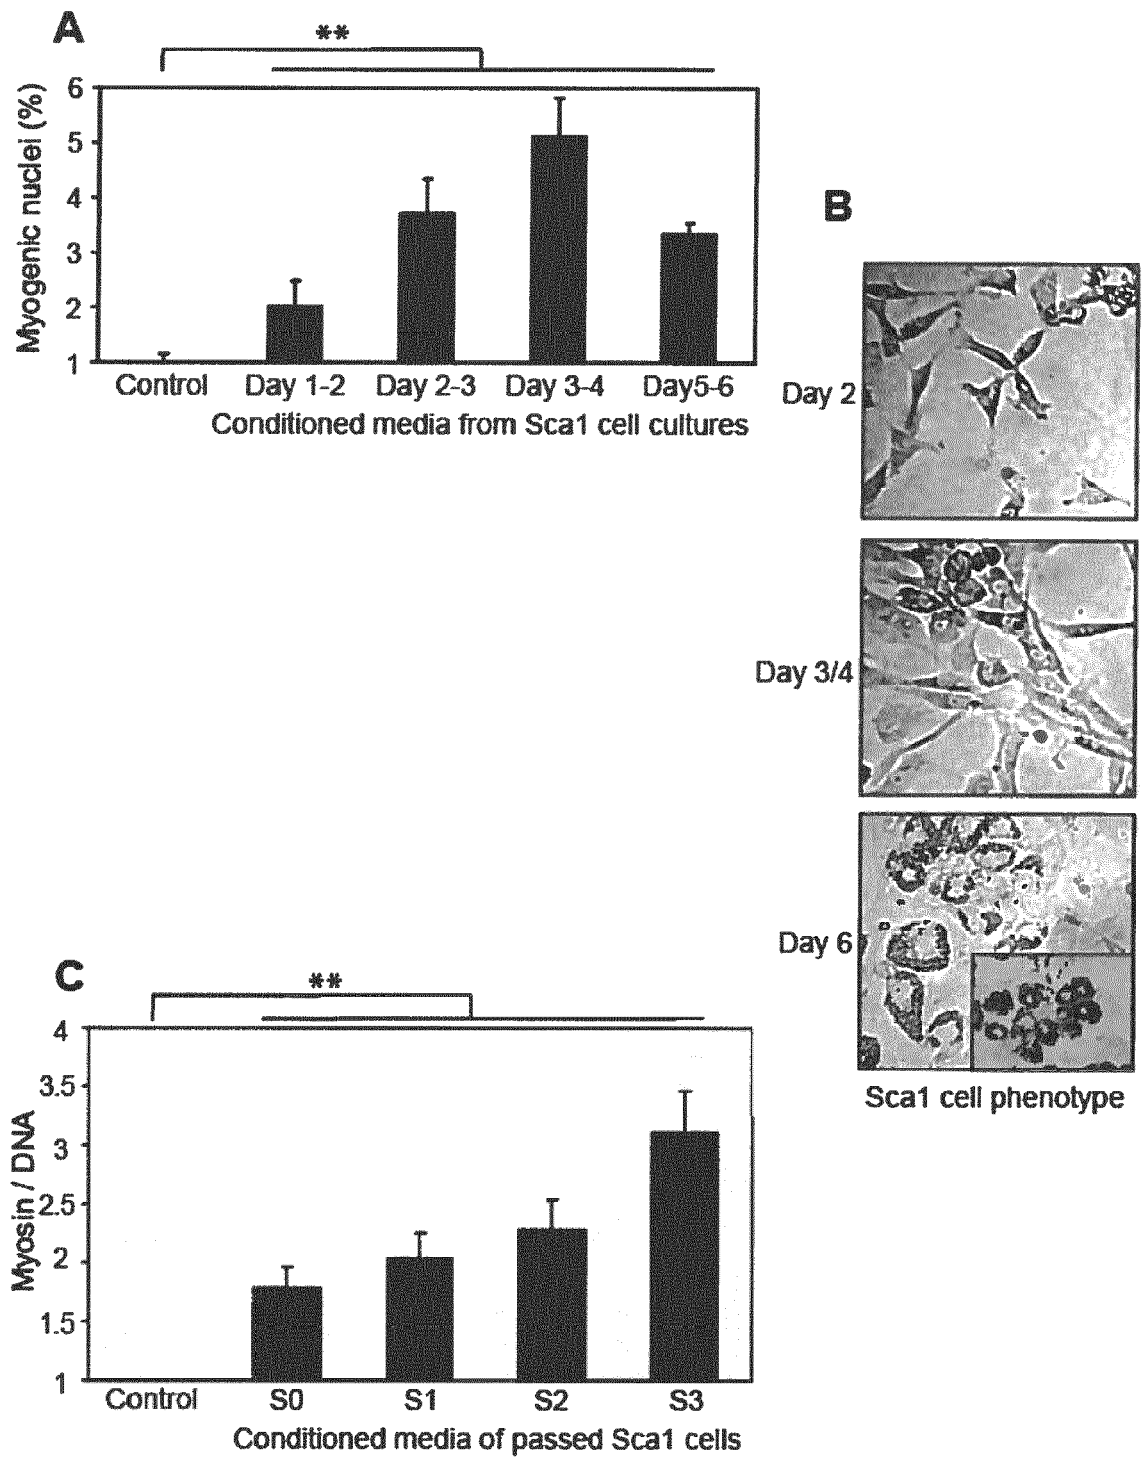 A
**
Myogenic nuclei (%)
6
5
4
3
2
1
Control Day 1-2 Day 2-3 Day 3-4 Day5-6
Conditioned media from Sca1 cell cultures
B
Day 2
Day 3/4
Day 6
Sca1 cell phenotype
C
**
Myosin / DNA
4
3.5
3
2.5
2
1.5
1
Control S0 S1 S2 S3
Conditioned media of passed Sca1 cells